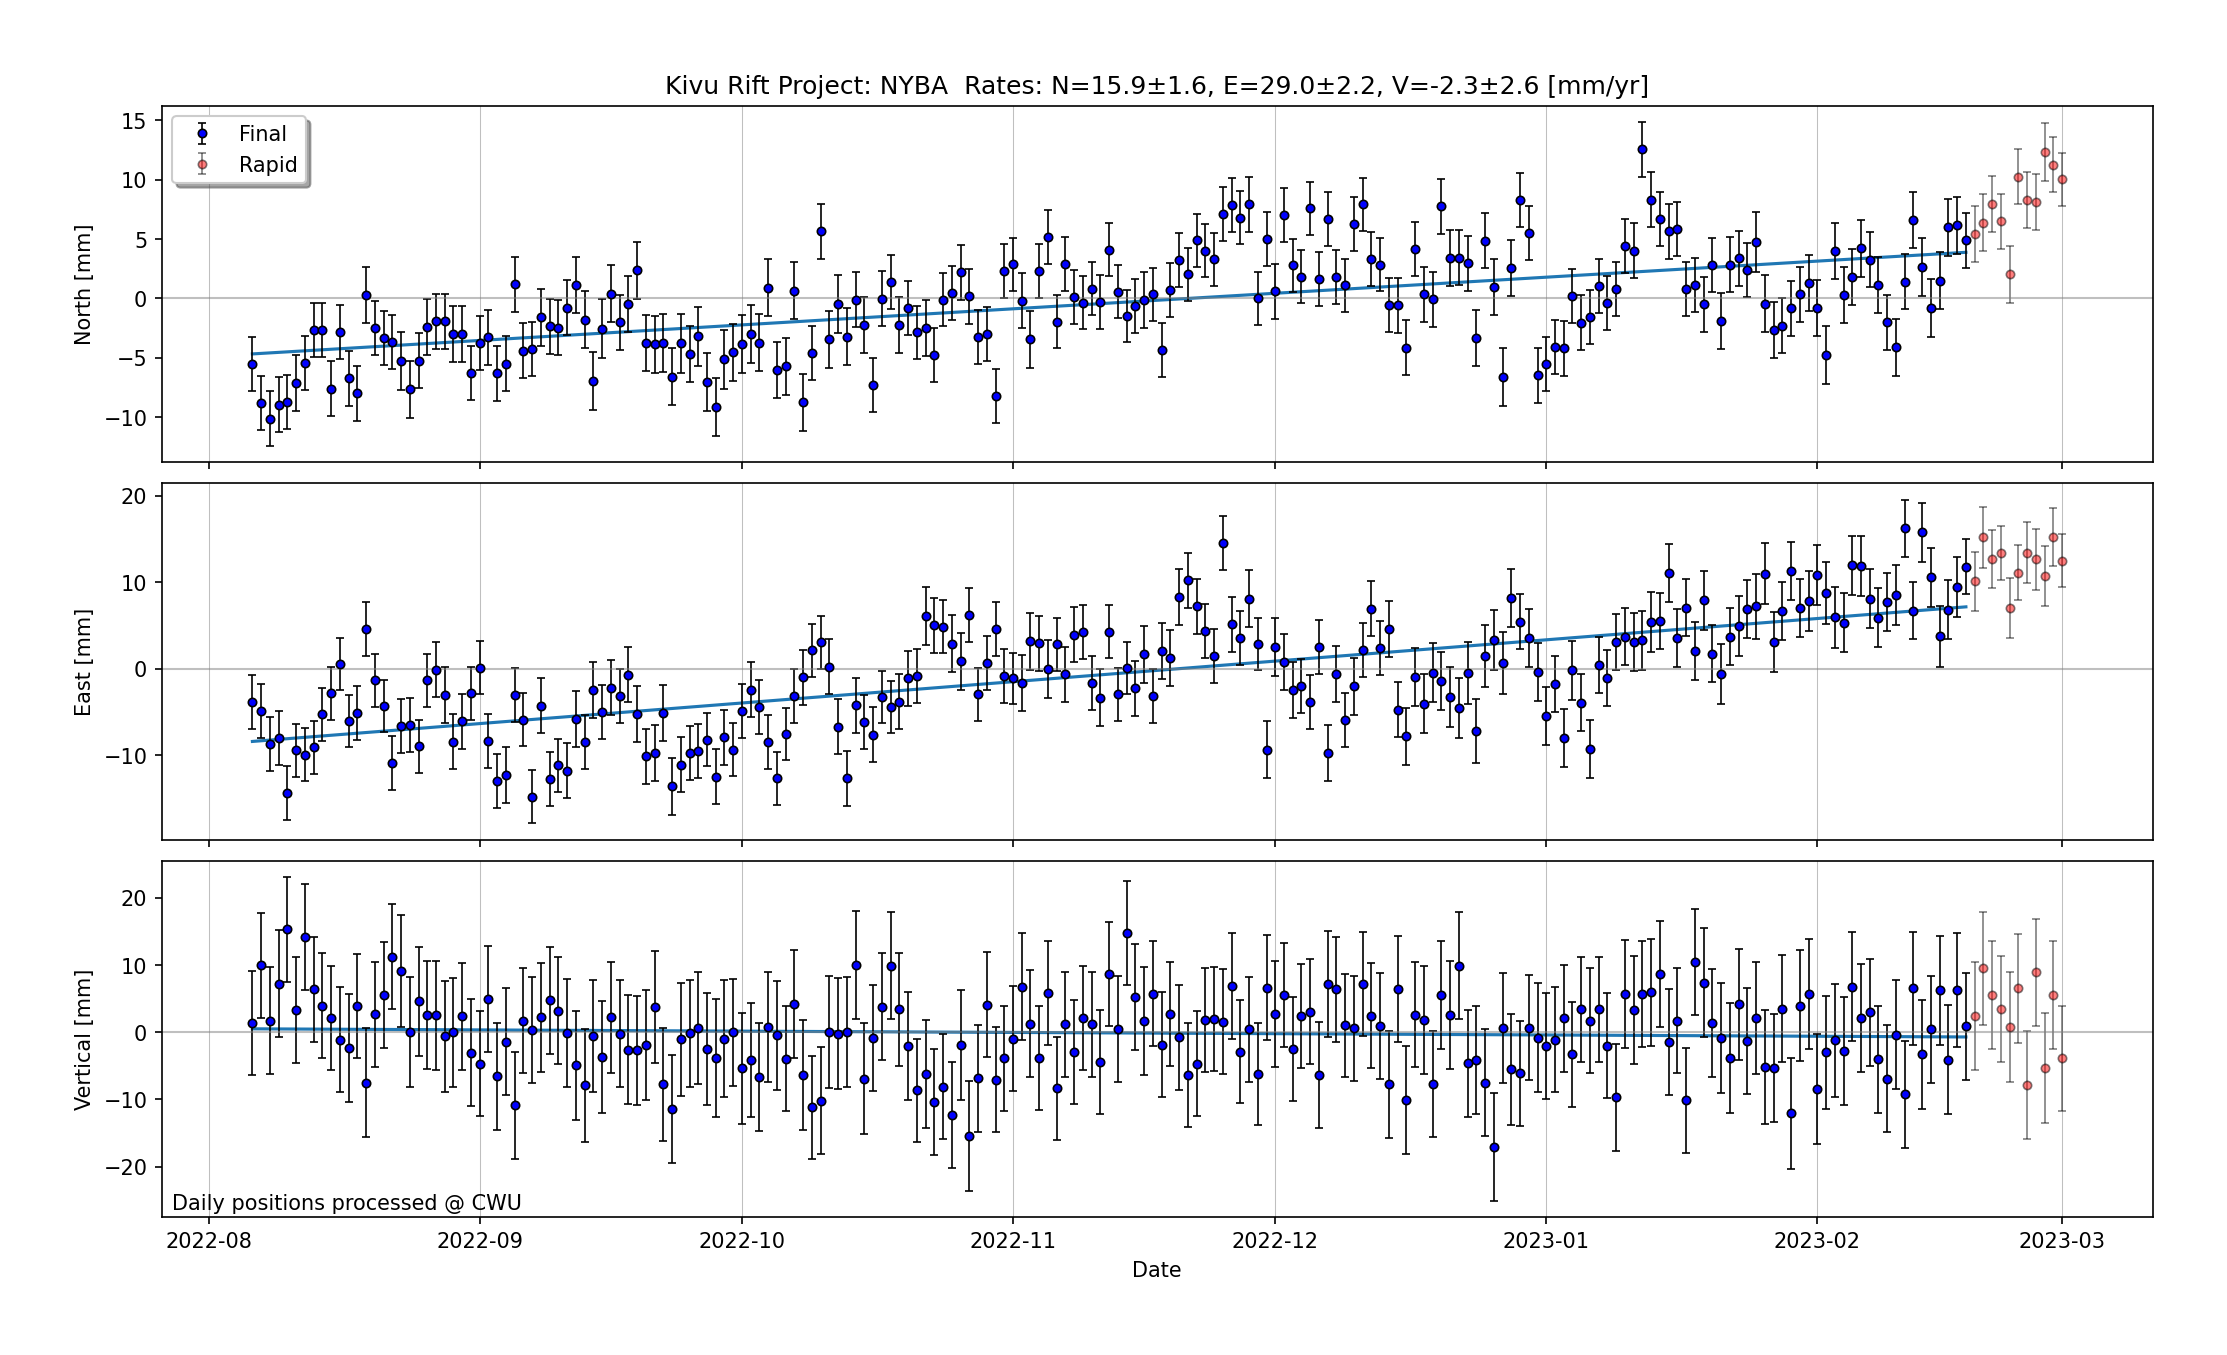 Kivu Rift Project: NYBA  Rates: N=15.9±1.6, E=29.0±2.2, V=-2.3±2.6 [mm/yr]
Final
Rapid
North [mm]
15
10
5
0
−5
−10
East [mm]
20
10
0
−10
Vertical [mm]
20
10
0
−10
−20
Daily positions processed @ CWU
2022-08 2022-09 2022-10 2022-11 2022-12 2023-01 2023-02 2023-03
Date